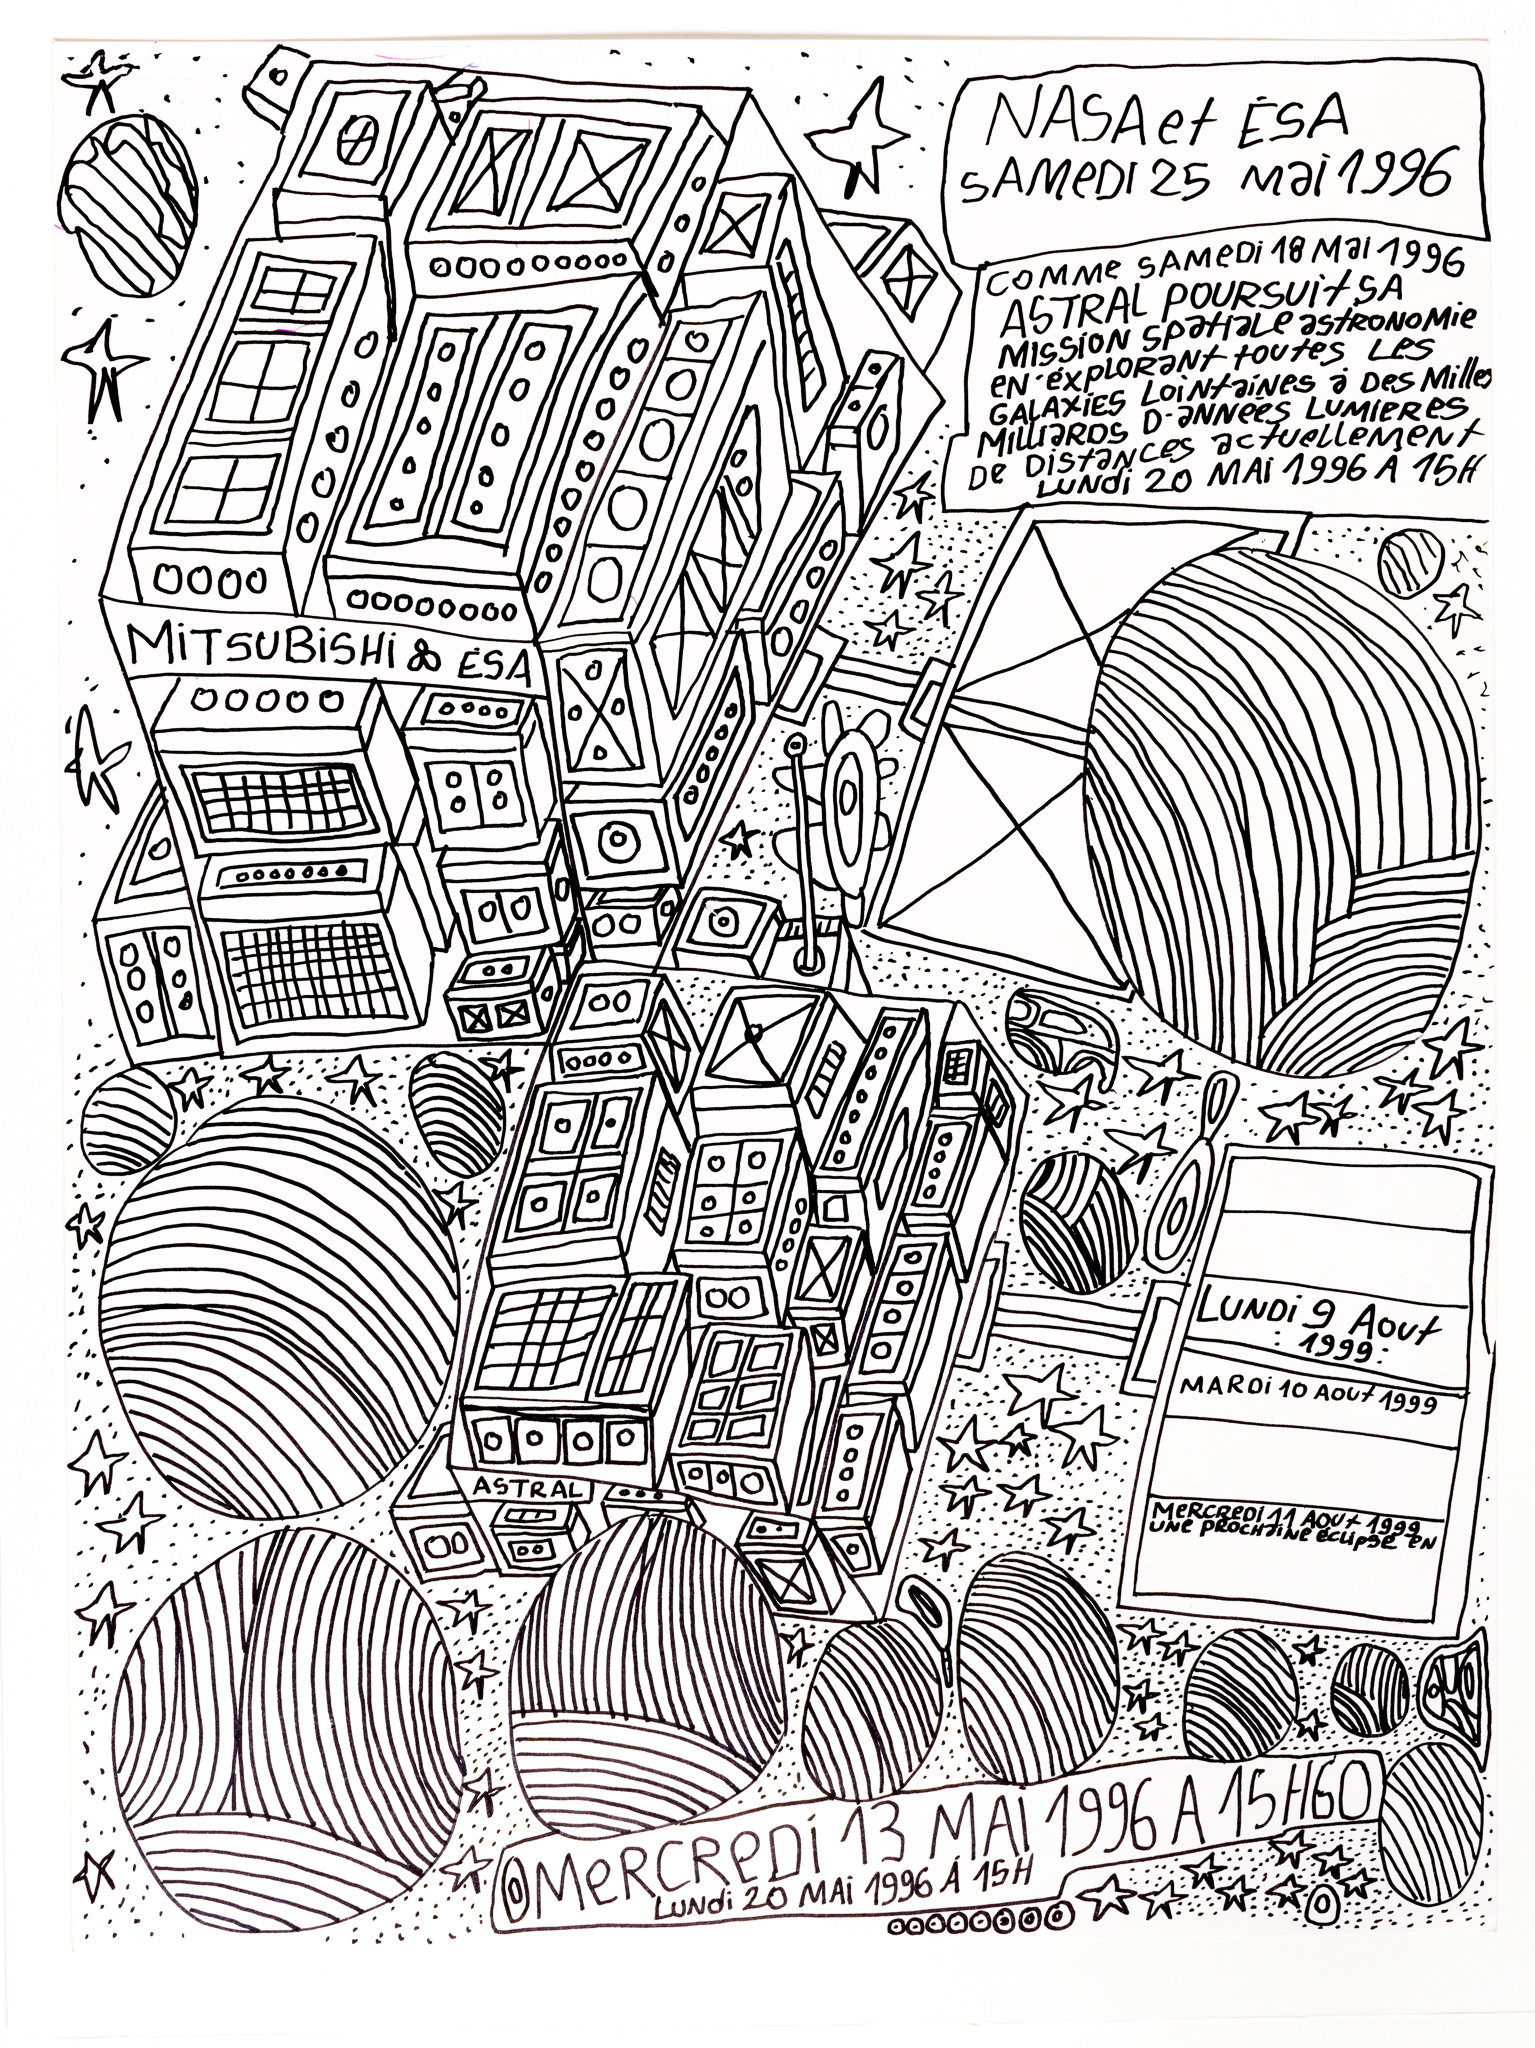 NASA et ESA
SAMEDI 25 MAI 1996
COMME SAMEDI 18 MAI 1996
ASTRAL POURSUIT SA
MISSION SPATIALE ASTRONOMIE
EN EXPLORANT TOUTES LES
GALAXIES LOINTAINES à DES Milles
MILLIARDS D-ANNÉES LUMIERES
DE DISTANCES actuellement
LUNDI 20 MAI 1996 A 15H
MITSUBISHI & ESA
LUNDI 9 AOUT
1999
MARDI 10 AOUT 1999
ASTRAL
MERCREDI 11 AOUT 1999
UNE PROCHAINE ÉCLIPSE EN
MERCREDI 13 MAI 1996 A 15H60
LUNDI 20 MAI 1996 À 15H